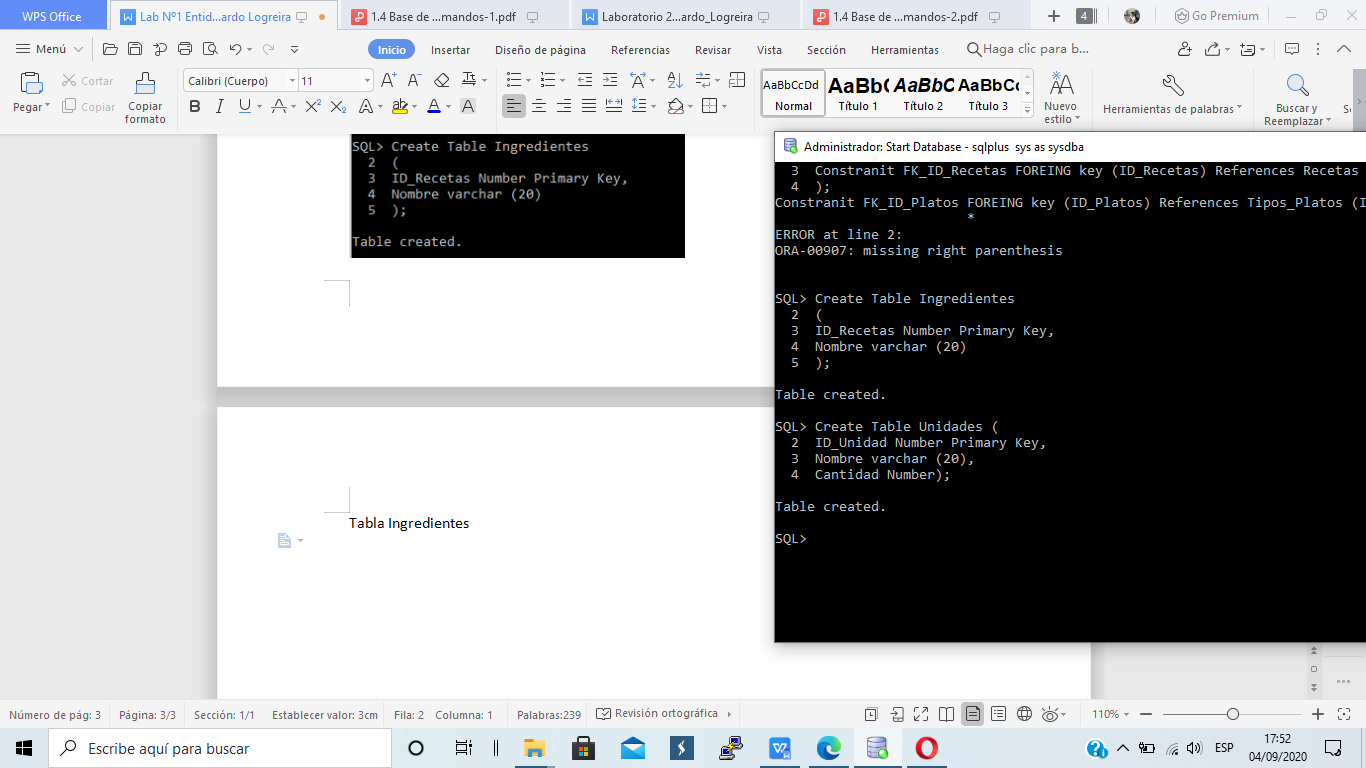 WPS Office
Lab Nº1 Entid...ardo Logreira
1.4 Base de ...mandos-1.pdf
Laboratorio 2...ardo_Logreira
1.4 Base de ...mandos-2.pdf
4
Go Premium
Menú
Inicio
Insertar
Diseño de página
Referencias
Revisar
Vista
Sección
Herramientas
Haga clic para b...
Pegar
Cortar
Copiar
Copiar
formato
Calibri (Cuerpo)
11
AaBbCcDd
Normal
AaBb(
Título 1
AaBbC
Título 2
AaBbCc
Título 3
Nuevo
estilo
Herramientas de palabras
Buscar y
Reemplazar
SQL> Create Table Ingredientes
2 (
3 ID_Recetas Number Primary Key,
4 Nombre varchar (20)
5 );
Table created.
Tabla Ingredientes
Administrador: Start Database - sqlplus sys as sysdba
3 Constranit FK_ID_Recetas FOREING key (ID_Recetas) References Recetas
4 );
Constranit FK_ID_Platos FOREING key (ID_Platos) References Tipos_Platos (I
*
ERROR at line 2:
ORA-00907: missing right parenthesis
SQL> Create Table Ingredientes
2 (
3 ID_Recetas Number Primary Key,
4 Nombre varchar (20)
5 );
Table created.
SQL> Create Table Unidades (
2 ID_Unidad Number Primary Key,
3 Nombre varchar (20),
4 Cantidad Number);
Table created.
SQL>
Número de pág: 3
Página: 3/3
Sección: 1/1
Establecer valor: 3cm
Fila: 2
Columna: 1
Palabras:239
Revisión ortográfica
110%
Escribe aquí para buscar
ESP
17:52
04/09/2020